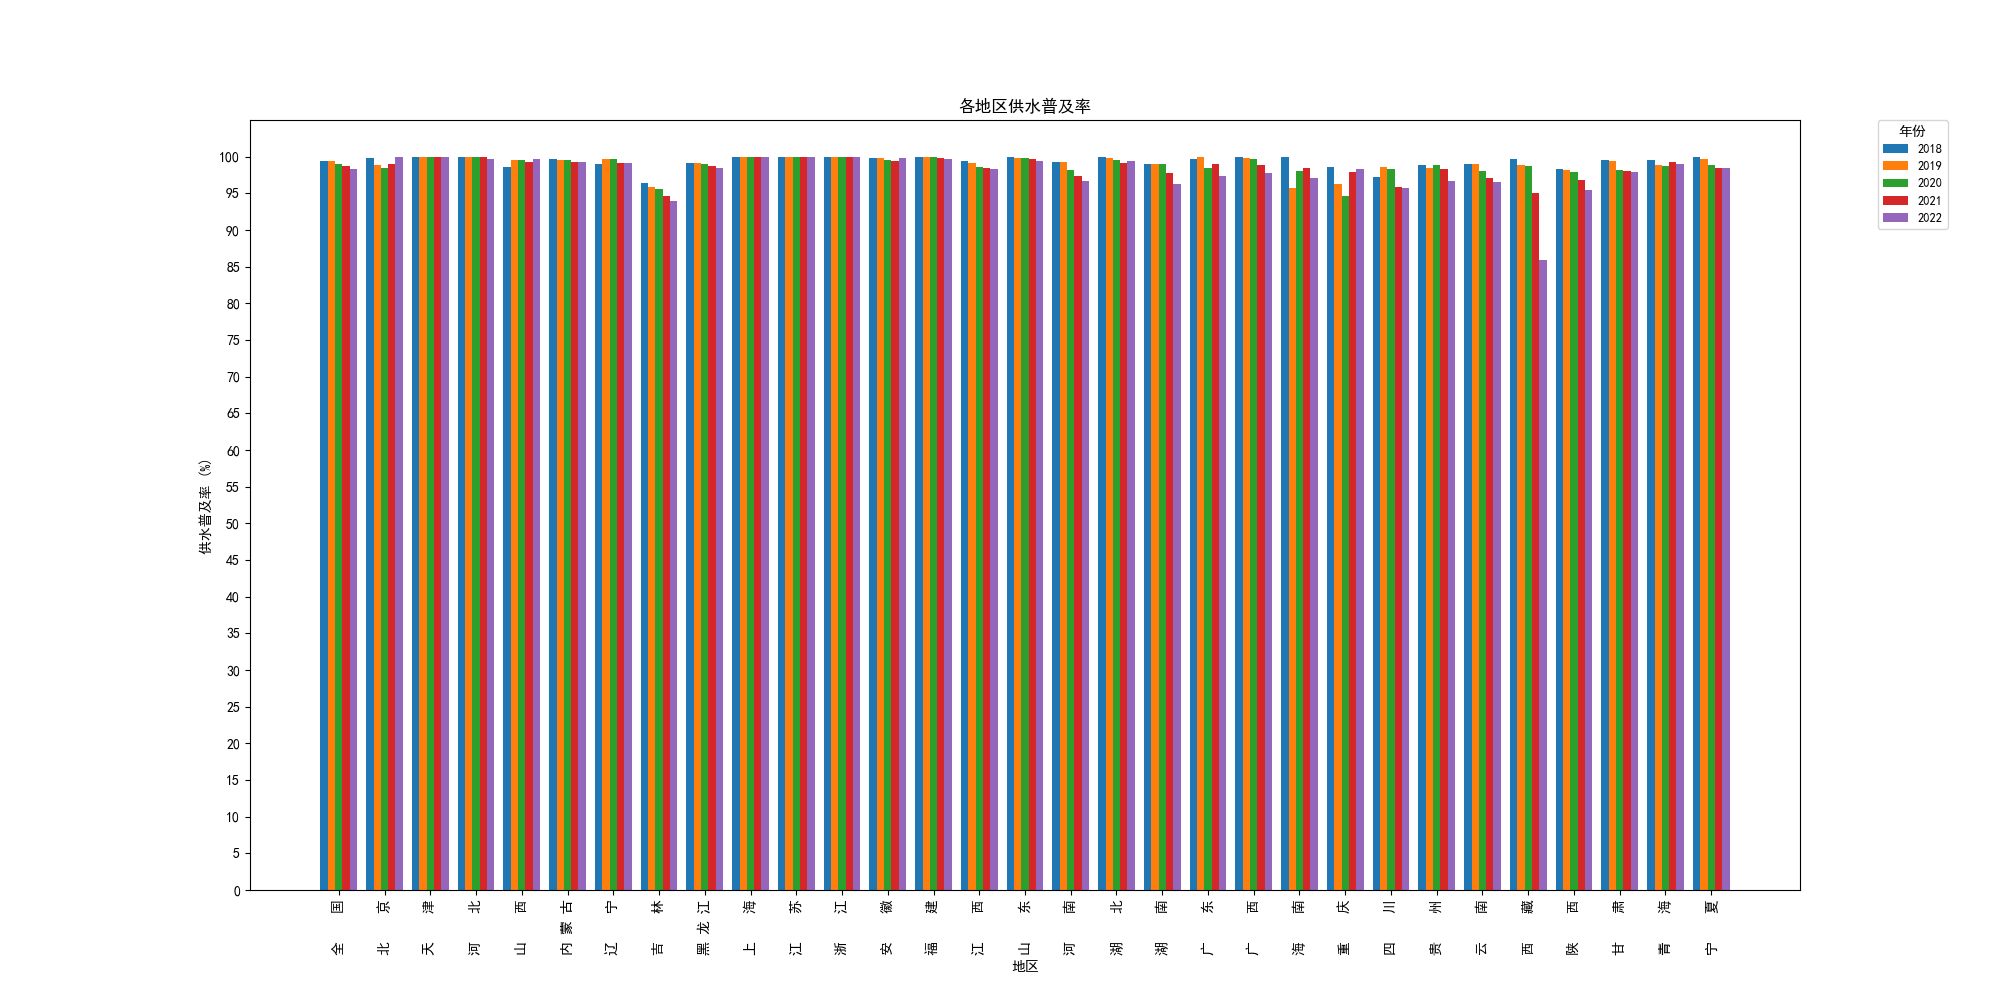 各地区供水普及率
年份
2018
2019
2020
2021
2022
供水普及率 (%)
100
95
90
85
80
75
70
65
60
55
50
45
40
35
30
25
20
15
10
5
0
全 国
北 京
天 津
河 北
山 西
内 蒙 古
辽 宁
吉 林
黑 龙 江
上 海
江 苏
浙 江
安 徽
福 建
江 西
山 东
河 南
湖 北
湖 南
广 东
广 西
海 南
重 庆
四 川
贵 州
云 南
西 藏
陕 西
甘 肃
青 海
宁 夏
地区